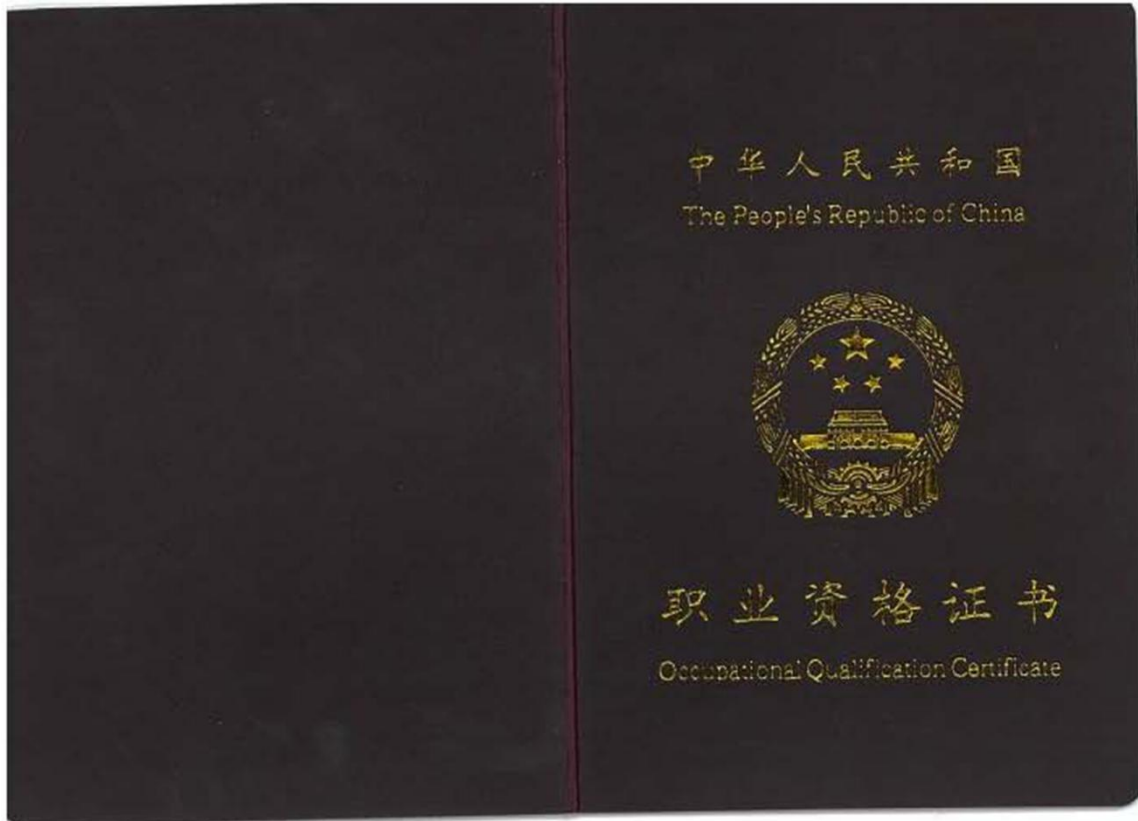 中华人民共和国
The People's Republic of China
职业资格证书
Occupational Qualification Certificate